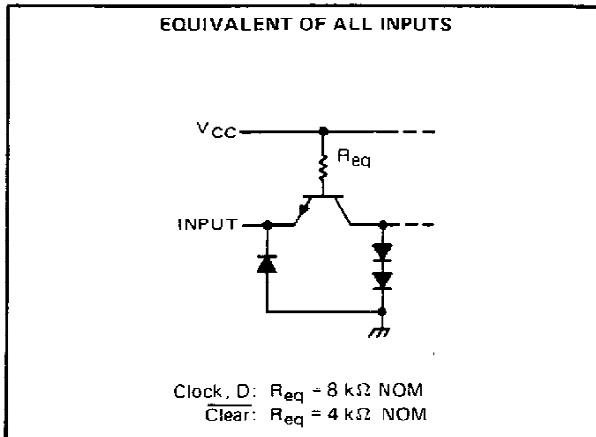 EQUIVALENT OF ALL INPUTS
VCC
Req
INPUT
Clock, D: Req = 8 kΩ NOM
Clear: Req = 4 kΩ NOM